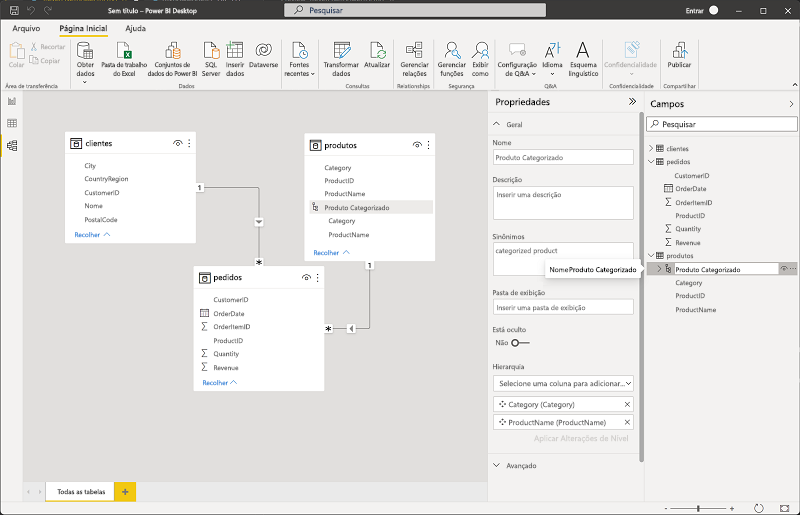 Sem título – Power BI Desktop
Pesquisar
Entrar
Arquivo
Página Inicial
Ajuda
Colar
Recortar
Copiar
Área de transferência
Obter dados
Pasta de trabalho do Excel
Conjuntos de dados do Power BI
SQL Server
Inserir dados
Dataverse
Fontes recentes
Dados
Transformar dados
Atualizar
Consultas
Gerenciar relações
Relationships
Gerenciar funções
Exibir como
Segurança
Configuração de Q&A
Idioma
Esquema linguístico
Q&A
Confidencialidade
Confidencialidade
Publicar
Compartilhar
clientes
City
CountryRegion
CustomerID
Nome
PostalCode
Recolher
1
*
produtos
Category
ProductID
ProductName
Produto Categorizado
Category
ProductName
Recolher
1
*
pedidos
CustomerID
OrderDate
OrderItemID
ProductID
Quantity
Revenue
Recolher
Todas as tabelas
+
Propriedades
Geral
Nome
Produto Categorizado
Descrição
Inserir uma descrição
Sinônimos
categorized product
NomeProduto Categorizado
Pasta de exibição
Inserir uma pasta de exibição
Está oculto
Não
Hierarquia
Selecione uma coluna para adicionar...
Category (Category)
ProductName (ProductName)
Aplicar Alterações de Nível
Avançado
Campos
Pesquisar
clientes
pedidos
CustomerID
OrderDate
OrderItemID
ProductID
Quantity
Revenue
produtos
Produto Categorizado
Category
ProductID
ProductName